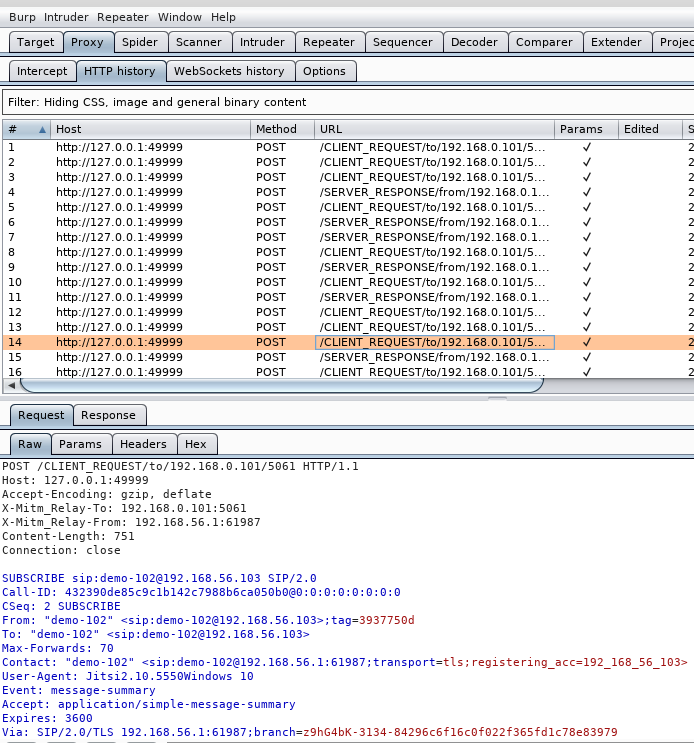 Burp Intruder Repeater Window Help
Target Proxy Spider Scanner Intruder Repeater Sequencer Decoder Comparer Extender Projec
Intercept HTTP history WebSockets history Options
Filter: Hiding CSS, image and general binary content
# Host Method URL Params Edited S
1 http://127.0.0.1:49999 POST /CLIENT_REQUEST/to/192.168.0.101/5... ✓ 2
2 http://127.0.0.1:49999 POST /CLIENT_REQUEST/to/192.168.0.101/5... ✓ 2
3 http://127.0.0.1:49999 POST /CLIENT_REQUEST/to/192.168.0.101/5... ✓ 2
4 http://127.0.0.1:49999 POST /SERVER_RESPONSE/from/192.168.0.1... ✓ 2
5 http://127.0.0.1:49999 POST /CLIENT_REQUEST/to/192.168.0.101/5... ✓ 2
6 http://127.0.0.1:49999 POST /SERVER_RESPONSE/from/192.168.0.1... ✓ 2
7 http://127.0.0.1:49999 POST /SERVER_RESPONSE/from/192.168.0.1... ✓ 2
8 http://127.0.0.1:49999 POST /CLIENT_REQUEST/to/192.168.0.101/5... ✓ 2
9 http://127.0.0.1:49999 POST /SERVER_RESPONSE/from/192.168.0.1... ✓ 2
10 http://127.0.0.1:49999 POST /CLIENT_REQUEST/to/192.168.0.101/5... ✓ 2
11 http://127.0.0.1:49999 POST /SERVER_RESPONSE/from/192.168.0.1... ✓ 2
12 http://127.0.0.1:49999 POST /CLIENT_REQUEST/to/192.168.0.101/5... ✓ 2
13 http://127.0.0.1:49999 POST /CLIENT_REQUEST/to/192.168.0.101/5... ✓ 2
14 http://127.0.0.1:49999 POST /CLIENT_REQUEST/to/192.168.0.101/5... ✓ 2
15 http://127.0.0.1:49999 POST /SERVER_RESPONSE/from/192.168.0.1... ✓ 2
16 http://127.0.0.1:49999 POST /CLIENT_REQUEST/to/192.168.0.101/5... ✓ 2
Request Response
Raw Params Headers Hex
POST /CLIENT_REQUEST/to/192.168.0.101/5061 HTTP/1.1
Host: 127.0.0.1:49999
Accept-Encoding: gzip, deflate
X-Mitm_Relay-To: 192.168.0.101:5061
X-Mitm_Relay-From: 192.168.56.1:61987
Content-Length: 751
Connection: close
SUBSCRIBE sip:demo-102@192.168.56.103 SIP/2.0
Call-ID: 432390de85c9c1b142c7988b6ca050b0@0:0:0:0:0:0:0:0
CSeq: 2 SUBSCRIBE
From: "demo-102" <sip:demo-102@192.168.56.103>;tag=3937750d
To: "demo-102" <sip:demo-102@192.168.56.103>
Max-Forwards: 70
Contact: "demo-102" <sip:demo-102@192.168.56.1:61987;transport=tls;registering_acc=192_168_56_103>
User-Agent: Jitsi2.10.5550Windows 10
Event: message-summary
Accept: application/simple-message-summary
Expires: 3600
Via: SIP/2.0/TLS 192.168.56.1:61987;branch=z9hG4bK-3134-84296c6f16c0f022f365fd1c78e83979